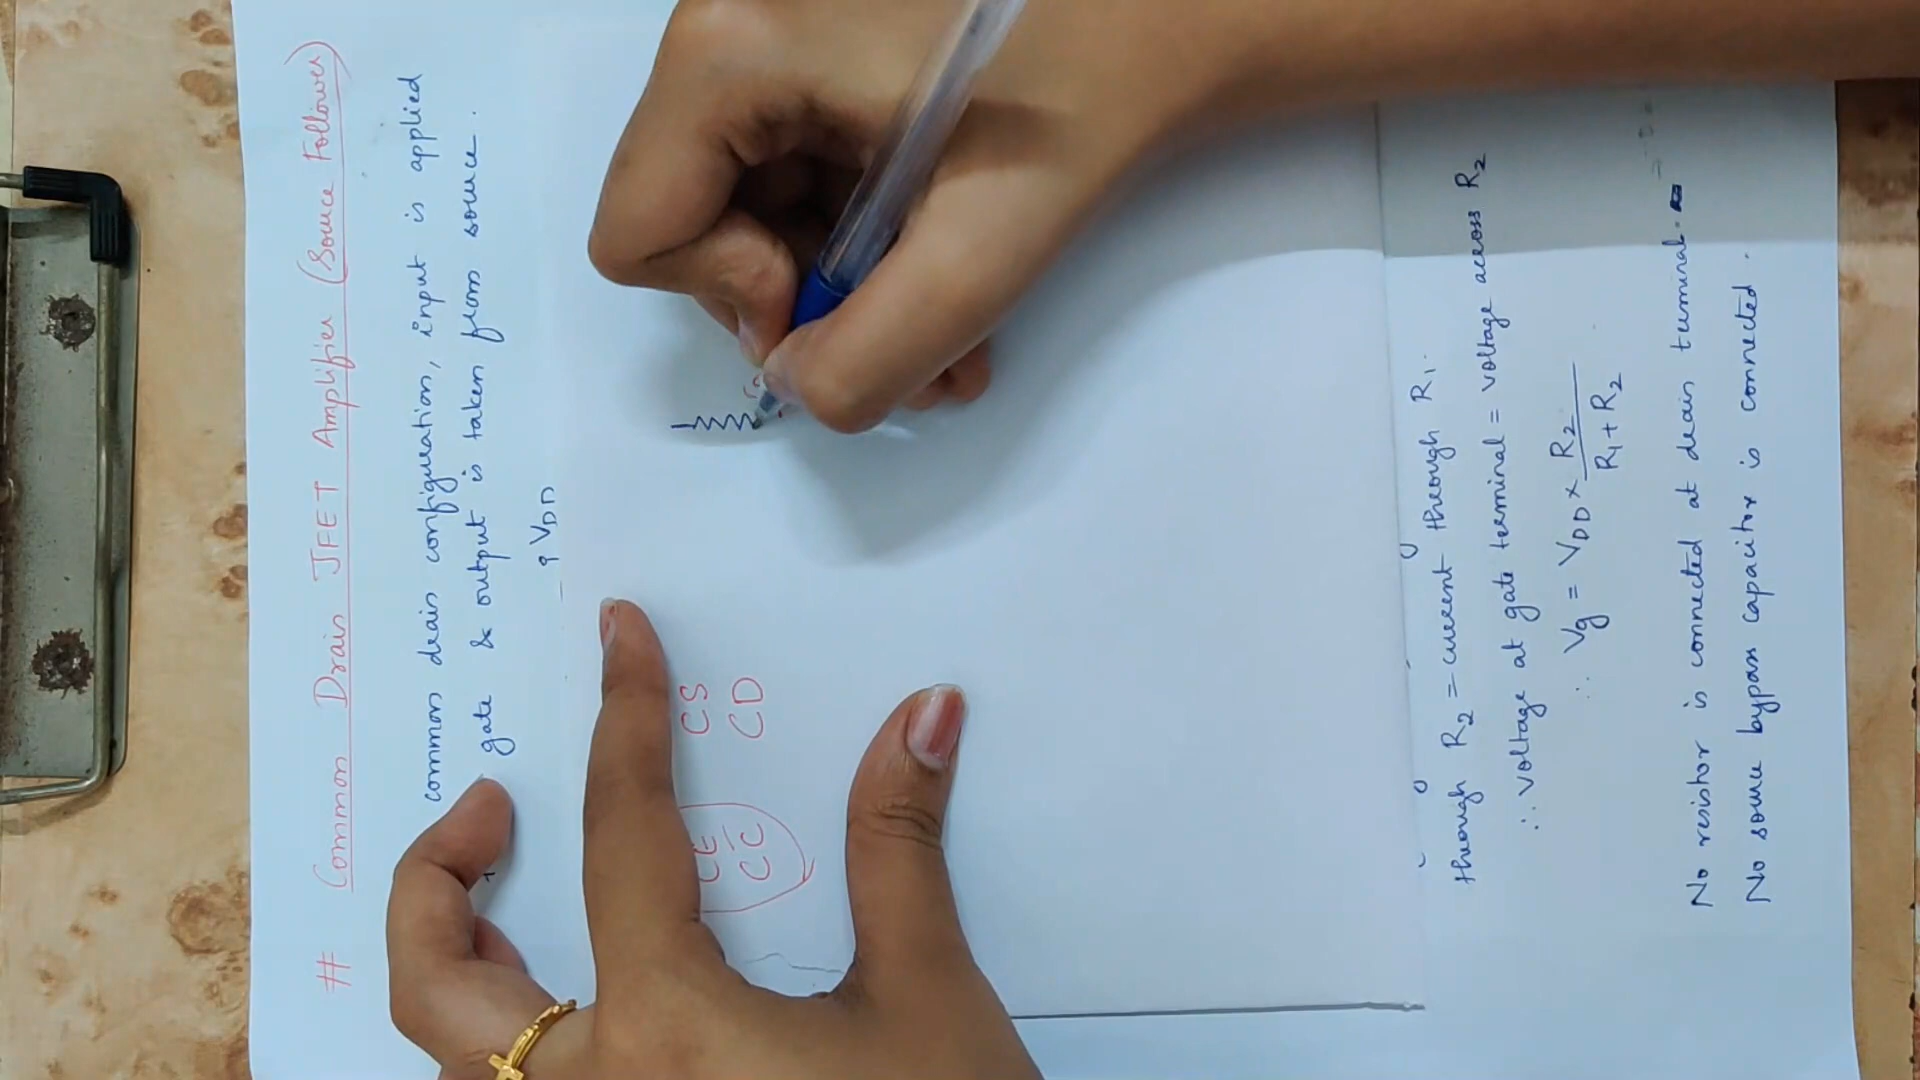 # Common Drain JFET Amplifier (Source Follower)
common drain configuration, input is applied
gate & output is taken from source.
VDD
CE CS
CC CD
through R2 = current through R1.
∴ voltage at gate terminal = voltage across R2
∴ Vg = VDD × R2
R1 + R2
No resistor is connected at drain terminal.
No source bypass capacitor is connected.